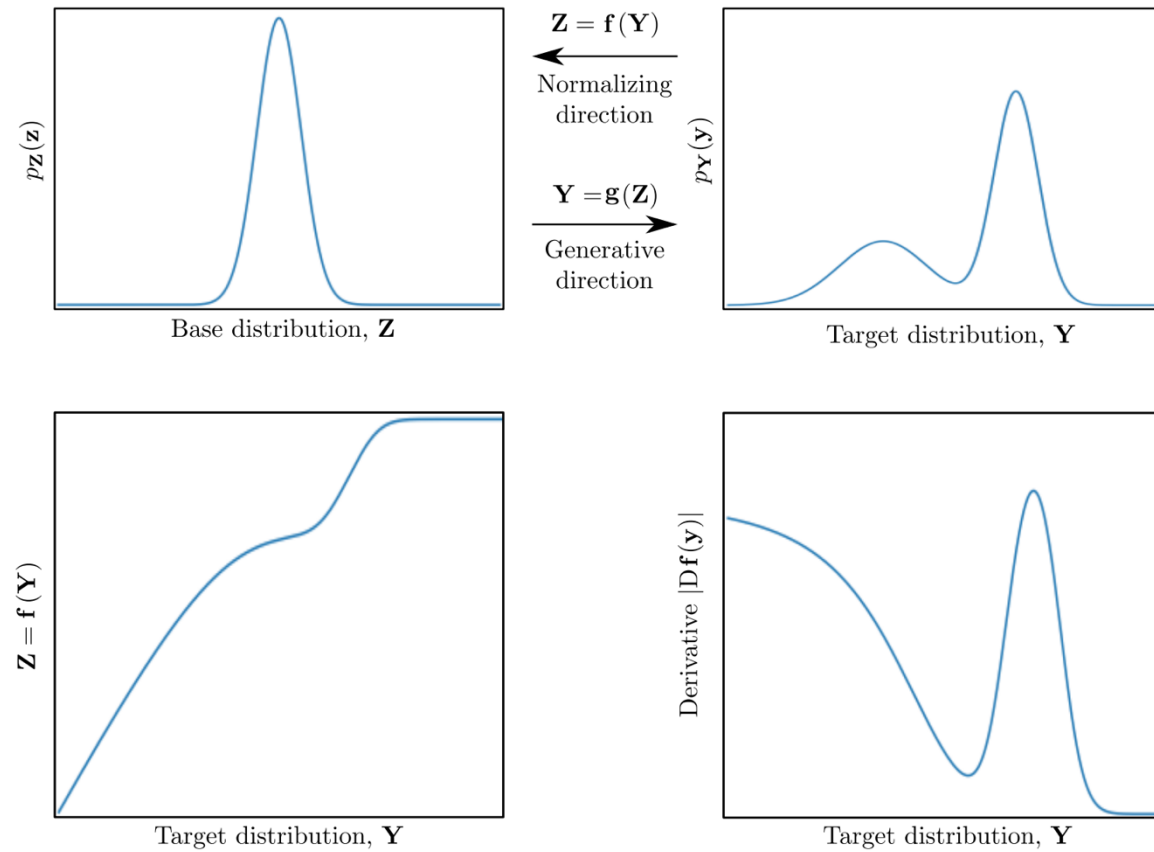 p_Z(z)
Base distribution, Z
Z = f(Y)
Normalizing
direction
Y = g(Z)
Generative
direction
p_Y(y)
Target distribution, Y
Z = f(Y)
Target distribution, Y
Derivative |Df(y)|
Target distribution, Y